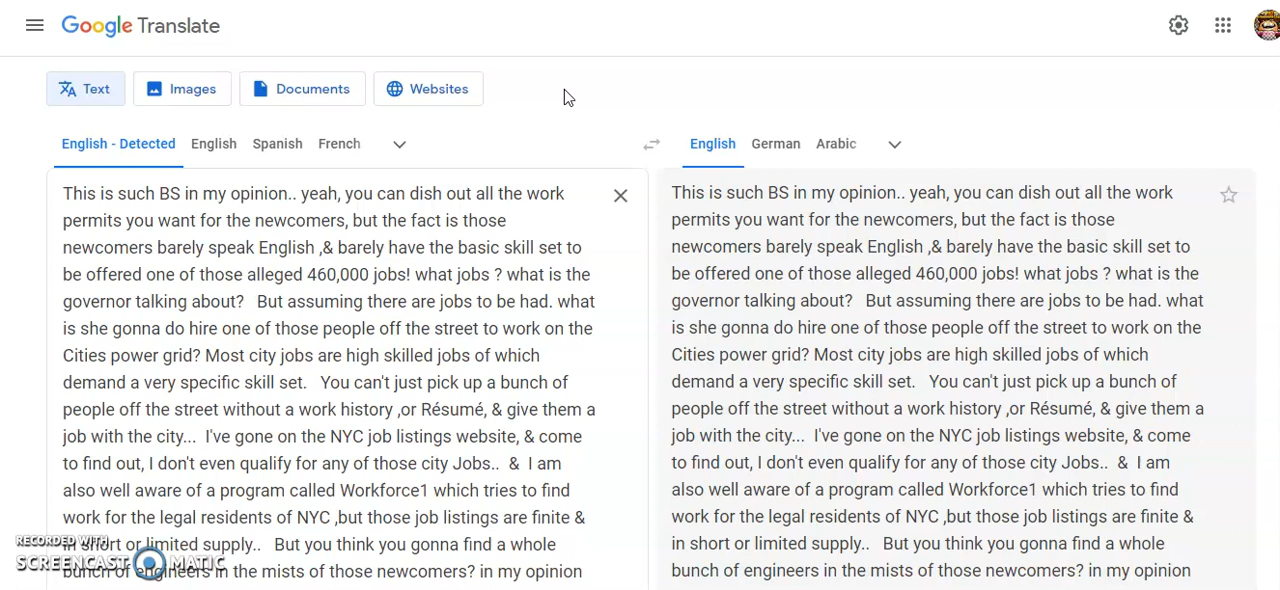 Google Translate
Text Images Documents Websites
English - Detected English Spanish French
English German Arabic
This is such BS in my opinion.. yeah, you can dish out all the work
permits you want for the newcomers, but the fact is those
newcomers barely speak English ,& barely have the basic skill set to
be offered one of those alleged 460,000 jobs! what jobs ? what is the
governor talking about?   But assuming there are jobs to be had. what
is she gonna do hire one of those people off the street to work on the
Cities power grid? Most city jobs are high skilled jobs of which
demand a very specific skill set.   You can't just pick up a bunch of
people off the street without a work history ,or Résumé, & give them a
job with the city...  I've gone on the NYC job listings website, & come
to find out, I don't even qualify for any of those city Jobs..  &  I am
also well aware of a program called Workforce1 which tries to find
work for the legal residents of NYC ,but those job listings are finite &
in short or limited supply..   But you think you gonna find a whole
bunch of engineers in the mists of those newcomers? in my opinion
This is such BS in my opinion.. yeah, you can dish out all the work
permits you want for the newcomers, but the fact is those
newcomers barely speak English ,& barely have the basic skill set to
be offered one of those alleged 460,000 jobs! what jobs ? what is the
governor talking about?   But assuming there are jobs to be had. what
is she gonna do hire one of those people off the street to work on the
Cities power grid? Most city jobs are high skilled jobs of which
demand a very specific skill set.   You can't just pick up a bunch of
people off the street without a work history ,or Résumé, & give them a
job with the city...  I've gone on the NYC job listings website, & come
to find out, I don't even qualify for any of those city Jobs..  &  I am
also well aware of a program called Workforce1 which tries to find
work for the legal residents of NYC ,but those job listings are finite &
in short or limited supply..   But you think you gonna find a whole
bunch of engineers in the mists of those newcomers? in my opinion
RECORDED WITH
SCREENCAST MATIC